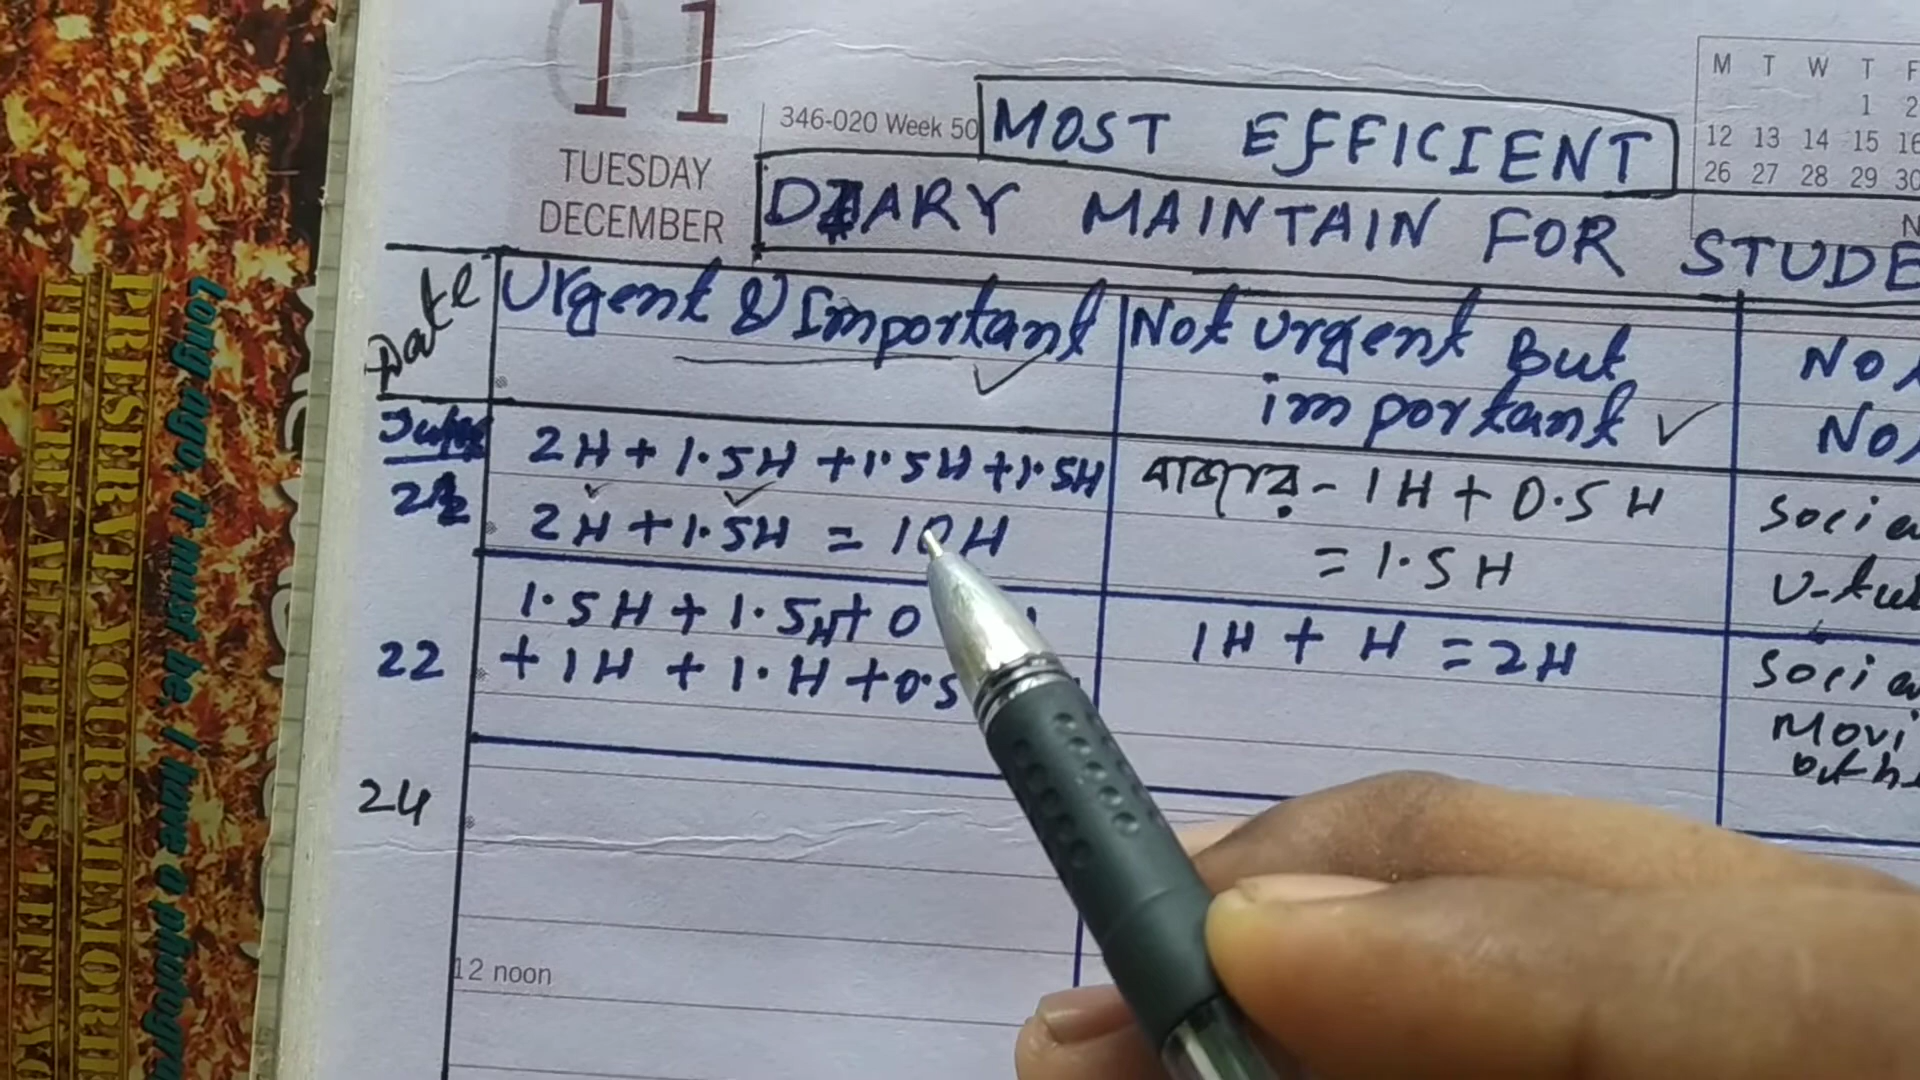 11
TUESDAY
DECEMBER
346-020 Week 50
MOST EFFICIENT
DIARY MAINTAIN FOR STUDE
M T W T F
1 2
12 13 14 15 16
26 27 28 29 30
N
Date
Urgent & Important
Not urgent But
important
No
No
2H + 1.5H + 1.5H + 1.5H
2H + 1.5H = 10H
- 1H + 0.5H
= 1.5H
Socia
U-tu
22
1.5H + 1.5H + 0
+ 1H + 1.H + 0.5
1H + H = 2H
Socia
Movi
24
12 noon
PRESERVE YOUR MEMORI
THEY'RE ALL THAT'S LEFT YO
Long ago, it must be, I have a photogra